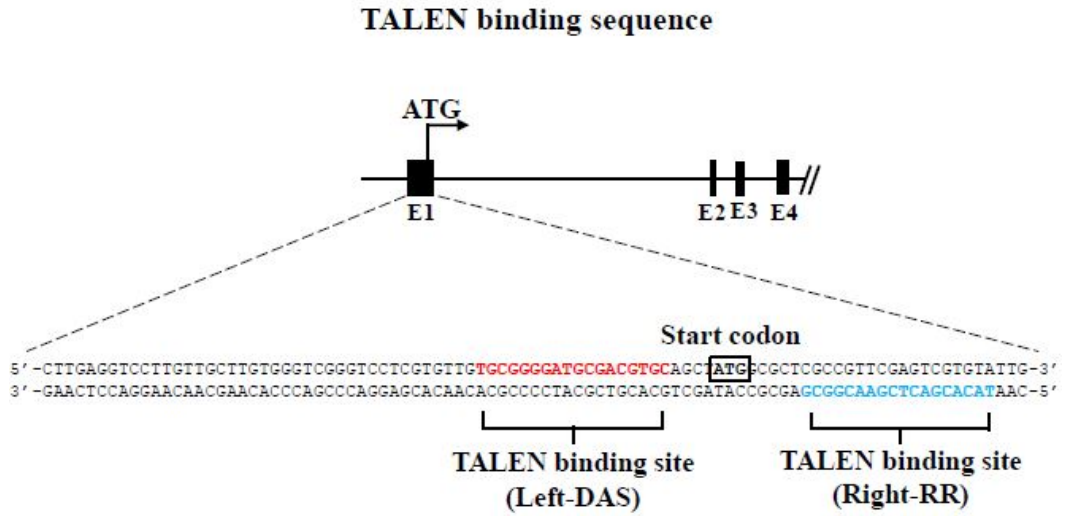 TALEN binding sequence
ATG
E1
E2 E3 E4
Start codon
5′-CTTGAGGTCCTTGTTGCTTGTGGGTCGGGTCCTCGTGTTGTGCGGGGATGCGACGTGCAGCTATGGCGCTCGCCGTTCGAGTCGTGTATTG-3′
3′-GAACTCCAGGAACAACGAACACCCAGCCCAGGAGCACAACACGCCCCTACGCTGCACGTCGATACCGCGAGCGGCAAGCTCAGCACATAAC-5′
TALEN binding site TALEN binding site
(Left-DAS) (Right-RR)